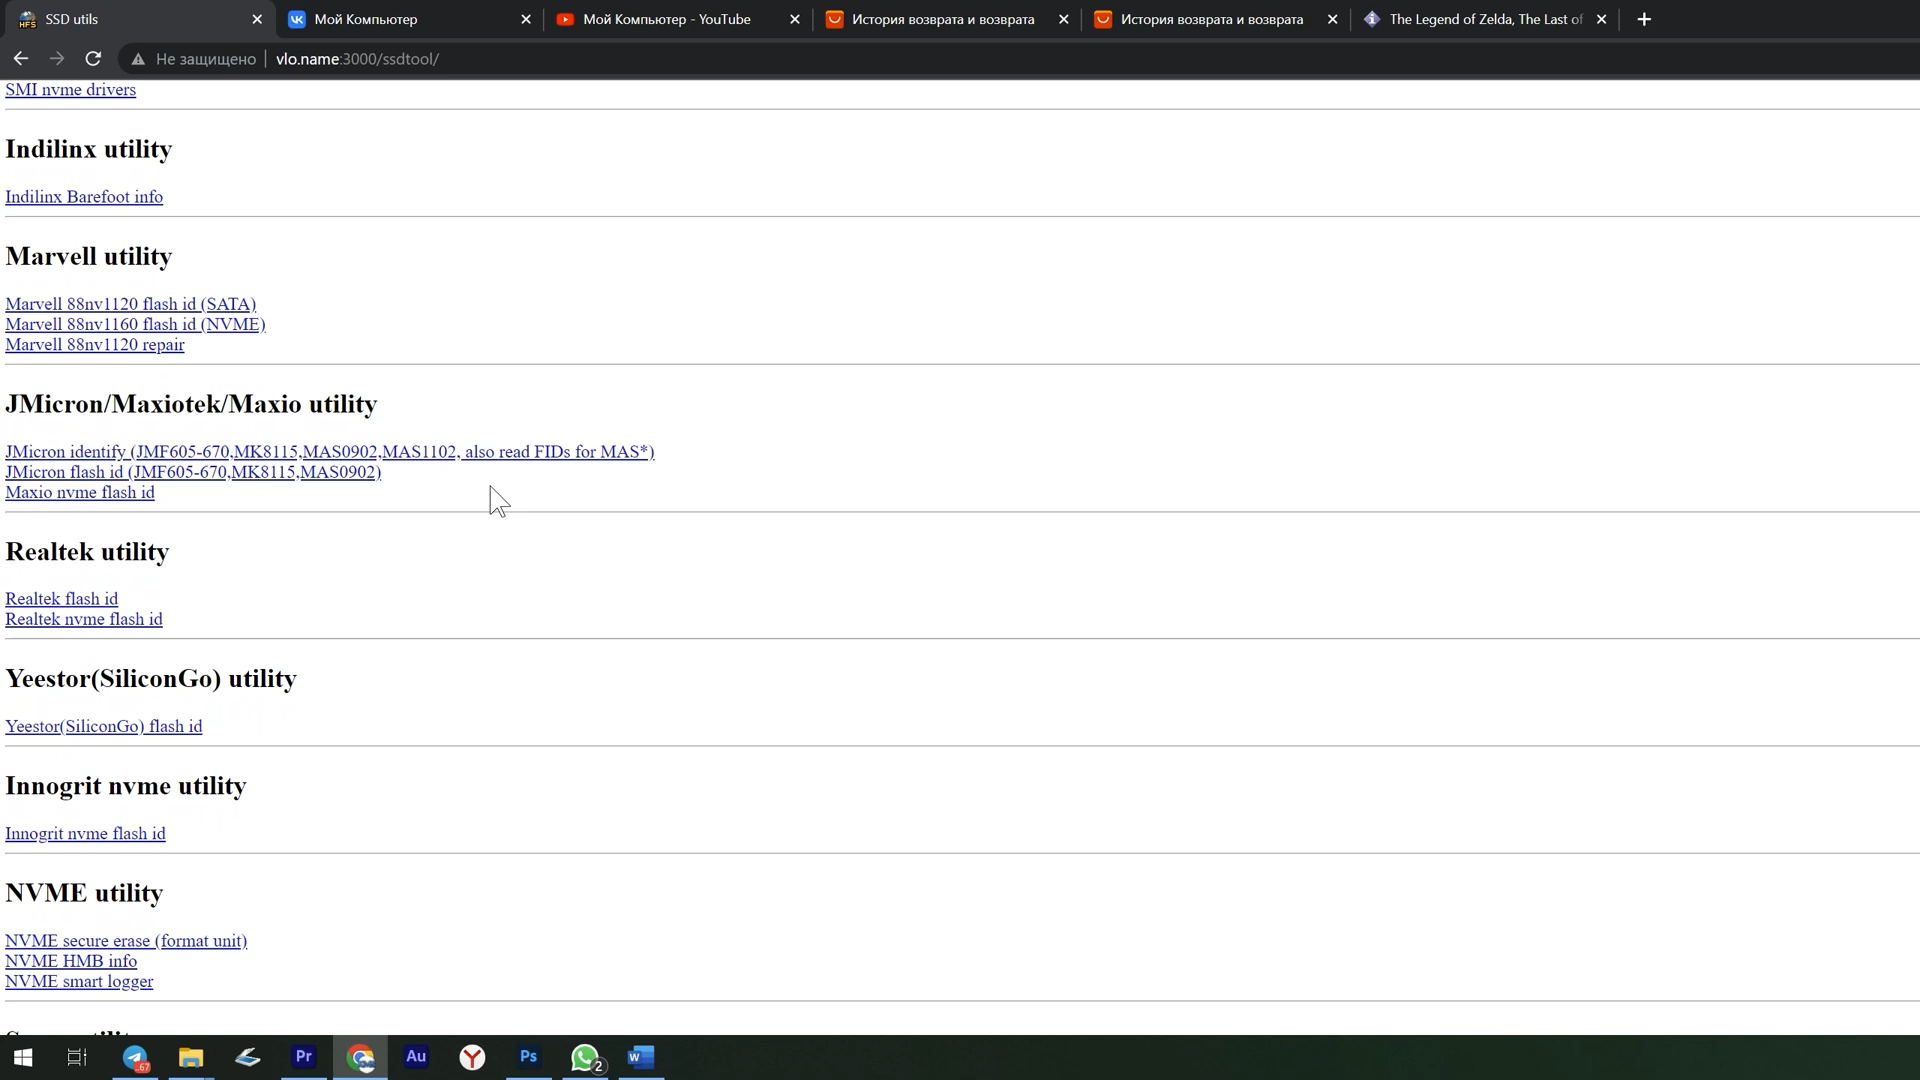 SSD utils
Мой Компьютер
Мой Компьютер - YouTube
История возврата и возврата
История возврата и возврата
The Legend of Zelda, The Last of
Не защищено
vlo.name:3000/ssdtool/
SMI nvme drivers
Indilinx utility
Indilinx Barefoot info
Marvell utility
Marvell 88nv1120 flash id (SATA)
Marvell 88nv1160 flash id (NVME)
Marvell 88nv1120 repair
JMicron/Maxiotek/Maxio utility
JMicron identify (JMF605-670,MK8115,MAS0902,MAS1102, also read FIDs for MAS*)
JMicron flash id (JMF605-670,MK8115,MAS0902)
Maxio nvme flash id
Realtek utility
Realtek flash id
Realtek nvme flash id
Yeestor(SiliconGo) utility
Yeestor(SiliconGo) flash id
Innogrit nvme utility
Innogrit nvme flash id
NVME utility
NVME secure erase (format unit)
NVME HMB info
NVME smart logger
Pr
Au
Y
Ps
2
W